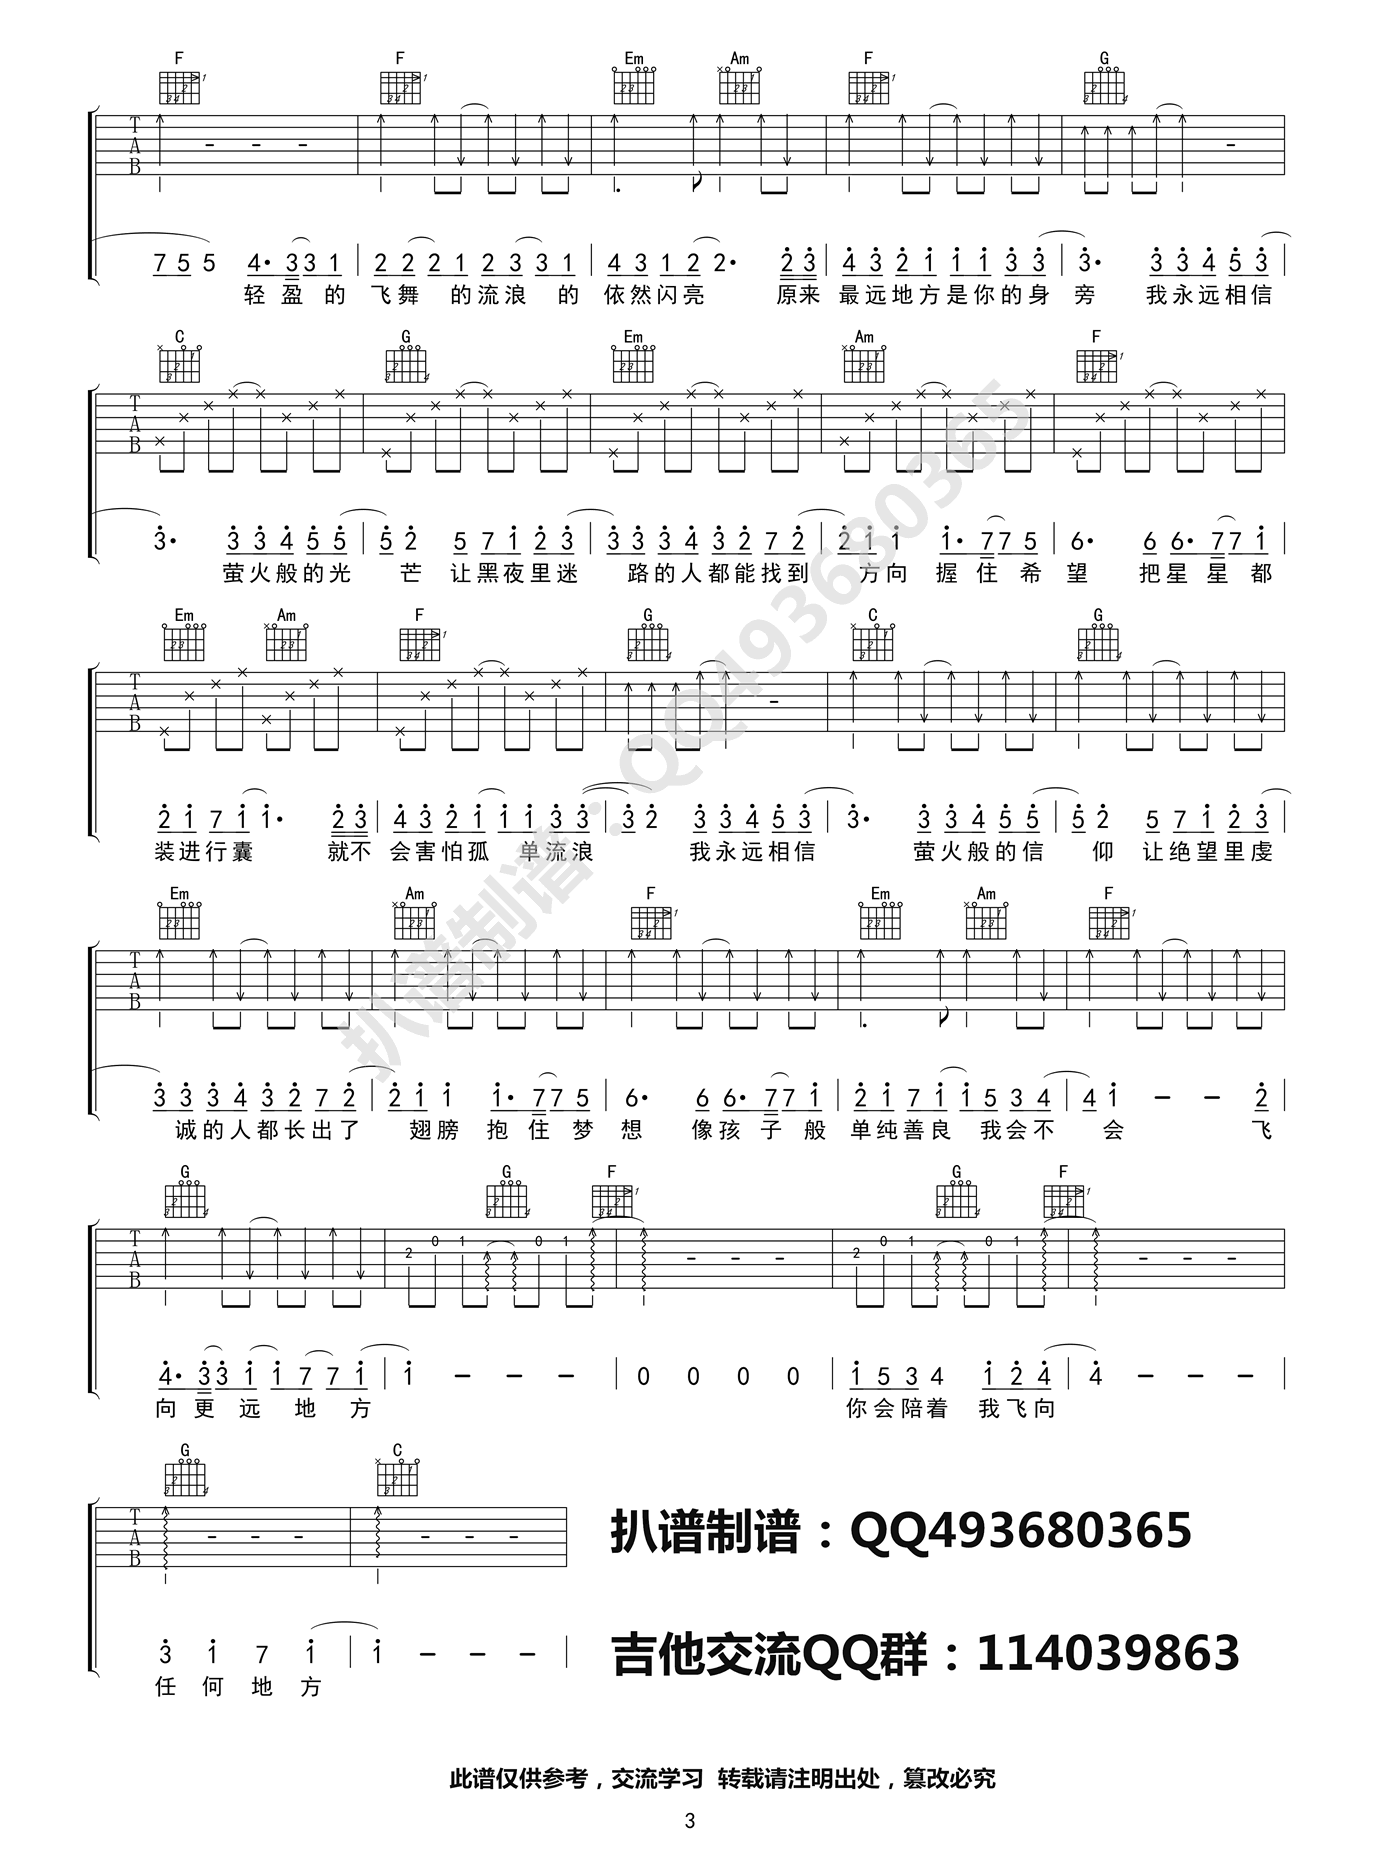 F F Em Am F G
7 5 5 4· 3 3 1 2 2 2 1 2 3 3 1 4 3 1 2 2· 2 3 4 3 2 1 1 1 3 3 3· 3 3 4 5 3
轻盈的飞舞的流浪的依然闪亮 原来最远地方是你的身旁 我永远相信
C G Em Am F
3· 3 3 4 5 5 5 2 5 7 1 2 3 3 3 3 4 3 2 7 2 2 1 1 1· 7 7 5 6· 6 6· 7 7 1
萤火般的光芒 让黑夜里迷路的人都能找到方向 握住希望 把星星都
Em Am F G C G
2 1 7 1 1· 2 3 4 3 2 1 1 1 3 3 3 2 3 3 4 5 3 3· 3 3 4 5 5 5 2 5 7 1 2 3
装进行囊 就不会害怕孤单流浪 我永远相信 萤火般的信仰 让绝望里虔
Em Am F Em Am F
3 3 3 4 3 2 7 2 2 1 1 1· 7 7 5 6· 6 6· 7 7 1 2 1 7 1 1 5 3 4 4 1 – – 2
诚的人都长出了翅膀 抱住梦想 像孩子般单纯善良 我会不会 飞
G G F G F
2 0 1 0 1 2 0 1 0 1
4· 3 3 1 1 7 7 1 1 – – – 0 0 0 0 1 5 3 4 1 2 4 4 – – –
向更远地方 你会陪着 我飞向
G C
3 1 7 1 1 – – –
任何地方
扒谱制谱：QQ493680365
吉他交流QQ群：114039863
扒谱制谱：QQ493680365
此谱仅供参考，交流学习 转载请注明出处，篡改必究
3